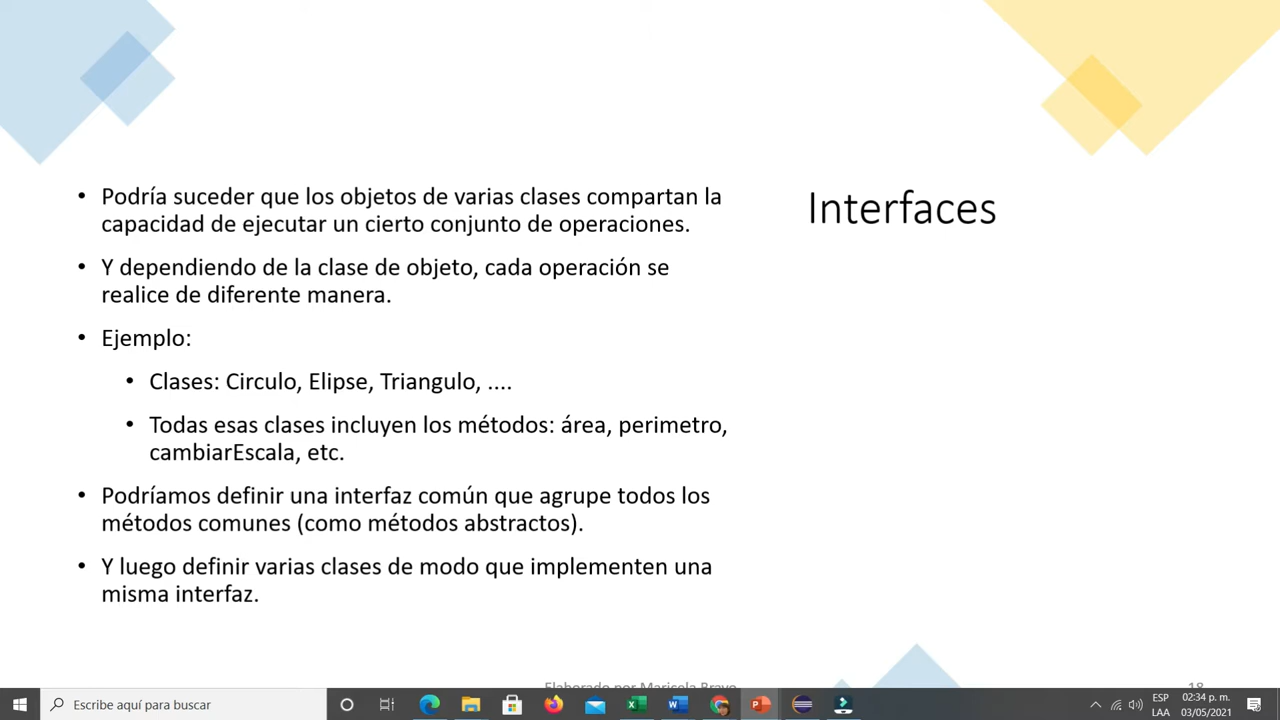 Interfaces
• Podría suceder que los objetos de varias clases compartan la
capacidad de ejecutar un cierto conjunto de operaciones.
• Y dependiendo de la clase de objeto, cada operación se
realice de diferente manera.
• Ejemplo:
• Clases: Circulo, Elipse, Triangulo, ....
• Todas esas clases incluyen los métodos: área, perimetro,
cambiarEscala, etc.
• Podríamos definir una interfaz común que agrupe todos los
métodos comunes (como métodos abstractos).
• Y luego definir varias clases de modo que implementen una
misma interfaz.
Elaborado por Maricela Bravo
18
Escribe aquí para buscar
ESP
LAA
02:34 p. m.
03/05/2021